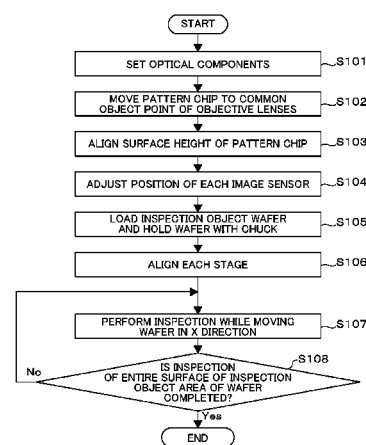 START
SET OPTICAL COMPONENTS
S101
MOVE PATTERN CHIP TO COMMON
OBJECT POINT OF OBJECTIVE LENSES
S102
ALIGN SURFACE HEIGHT OF PATTERN CHIP
S103
ADJUST POSITION OF EACH IMAGE SENSOR
S104
LOAD INSPECTION OBJECT WAFER
AND HOLD WAFER WITH CHUCK
S105
ALIGN EACH STAGE
S106
PERFORM INSPECTION WHILE MOVING
WAFER IN X DIRECTION
S107
S108
IS INSPECTION
OF ENTIRE SURFACE OF INSPECTION
OBJECT AREA OF WAFER
COMPLETED?
No
Yes
END